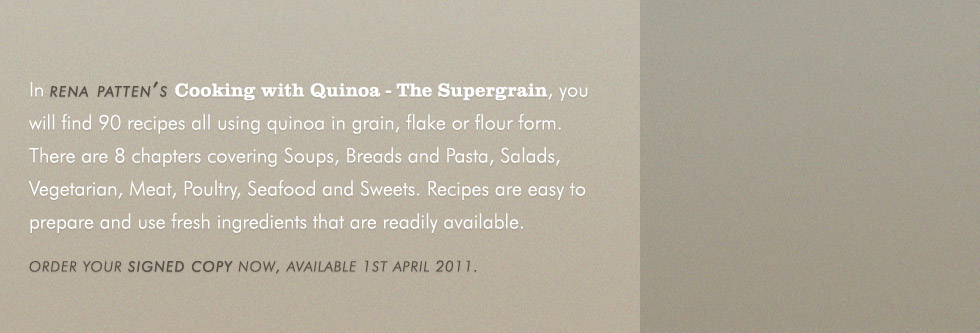 In RENA PATTEN'S Cooking with Quinoa - The Supergrain, you
will find 90 recipes all using quinoa in grain, flake or flour form.
There are 8 chapters covering Soups, Breads and Pasta, Salads,
Vegetarian, Meat, Poultry, Seafood and Sweets. Recipes are easy to
prepare and use fresh ingredients that are readily available.
ORDER YOUR SIGNED COPY NOW, AVAILABLE 1ST APRIL 2011.